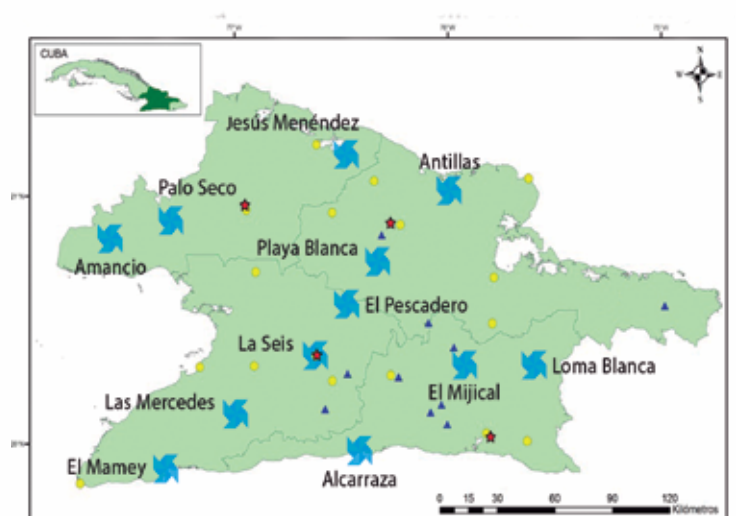 CUBA
N
W E
S
Jesús Menéndez
Antillas
Palo Seco
Amancio
Playa Blanca
El Pescadero
La Seis
Loma Blanca
El Mijical
Las Mercedes
El Mamey
Alcarraza
0 15 30 60 90 120
Kilómetros